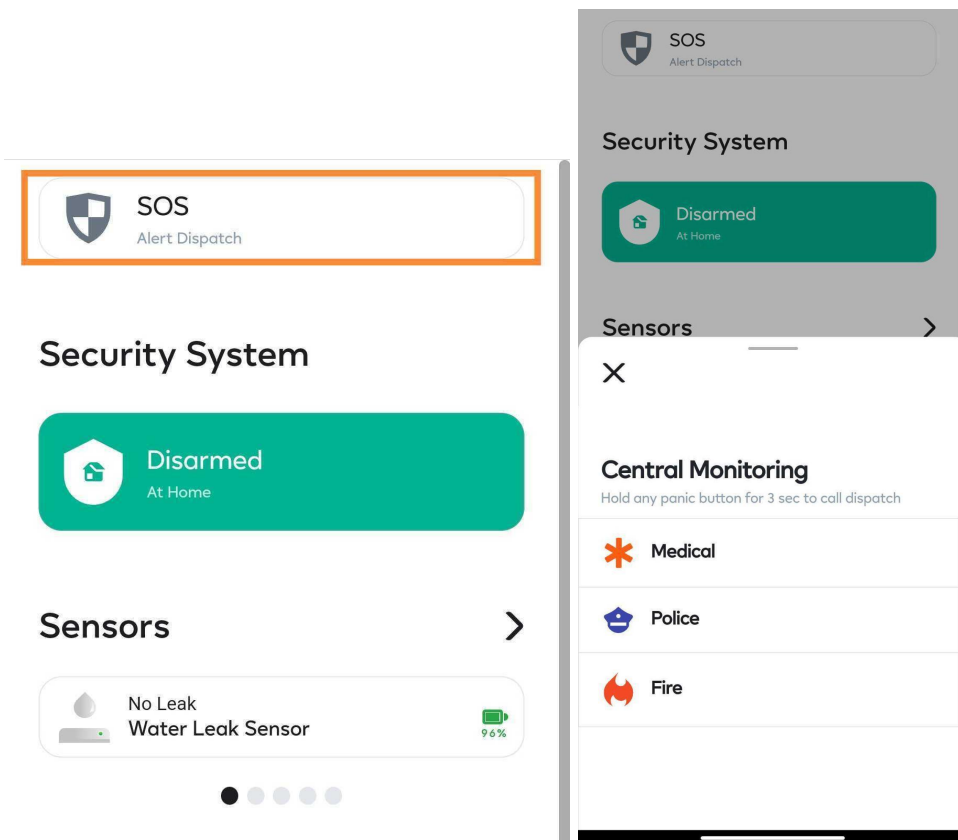 SOS
Alert Dispatch
Security System
Disarmed
At Home
Sensors
No Leak
Water Leak Sensor
96%
SOS
Alert Dispatch
Security System
Disarmed
At Home
Sensors
Central Monitoring
Hold any panic button for 3 sec to call dispatch
Medical
Police
Fire